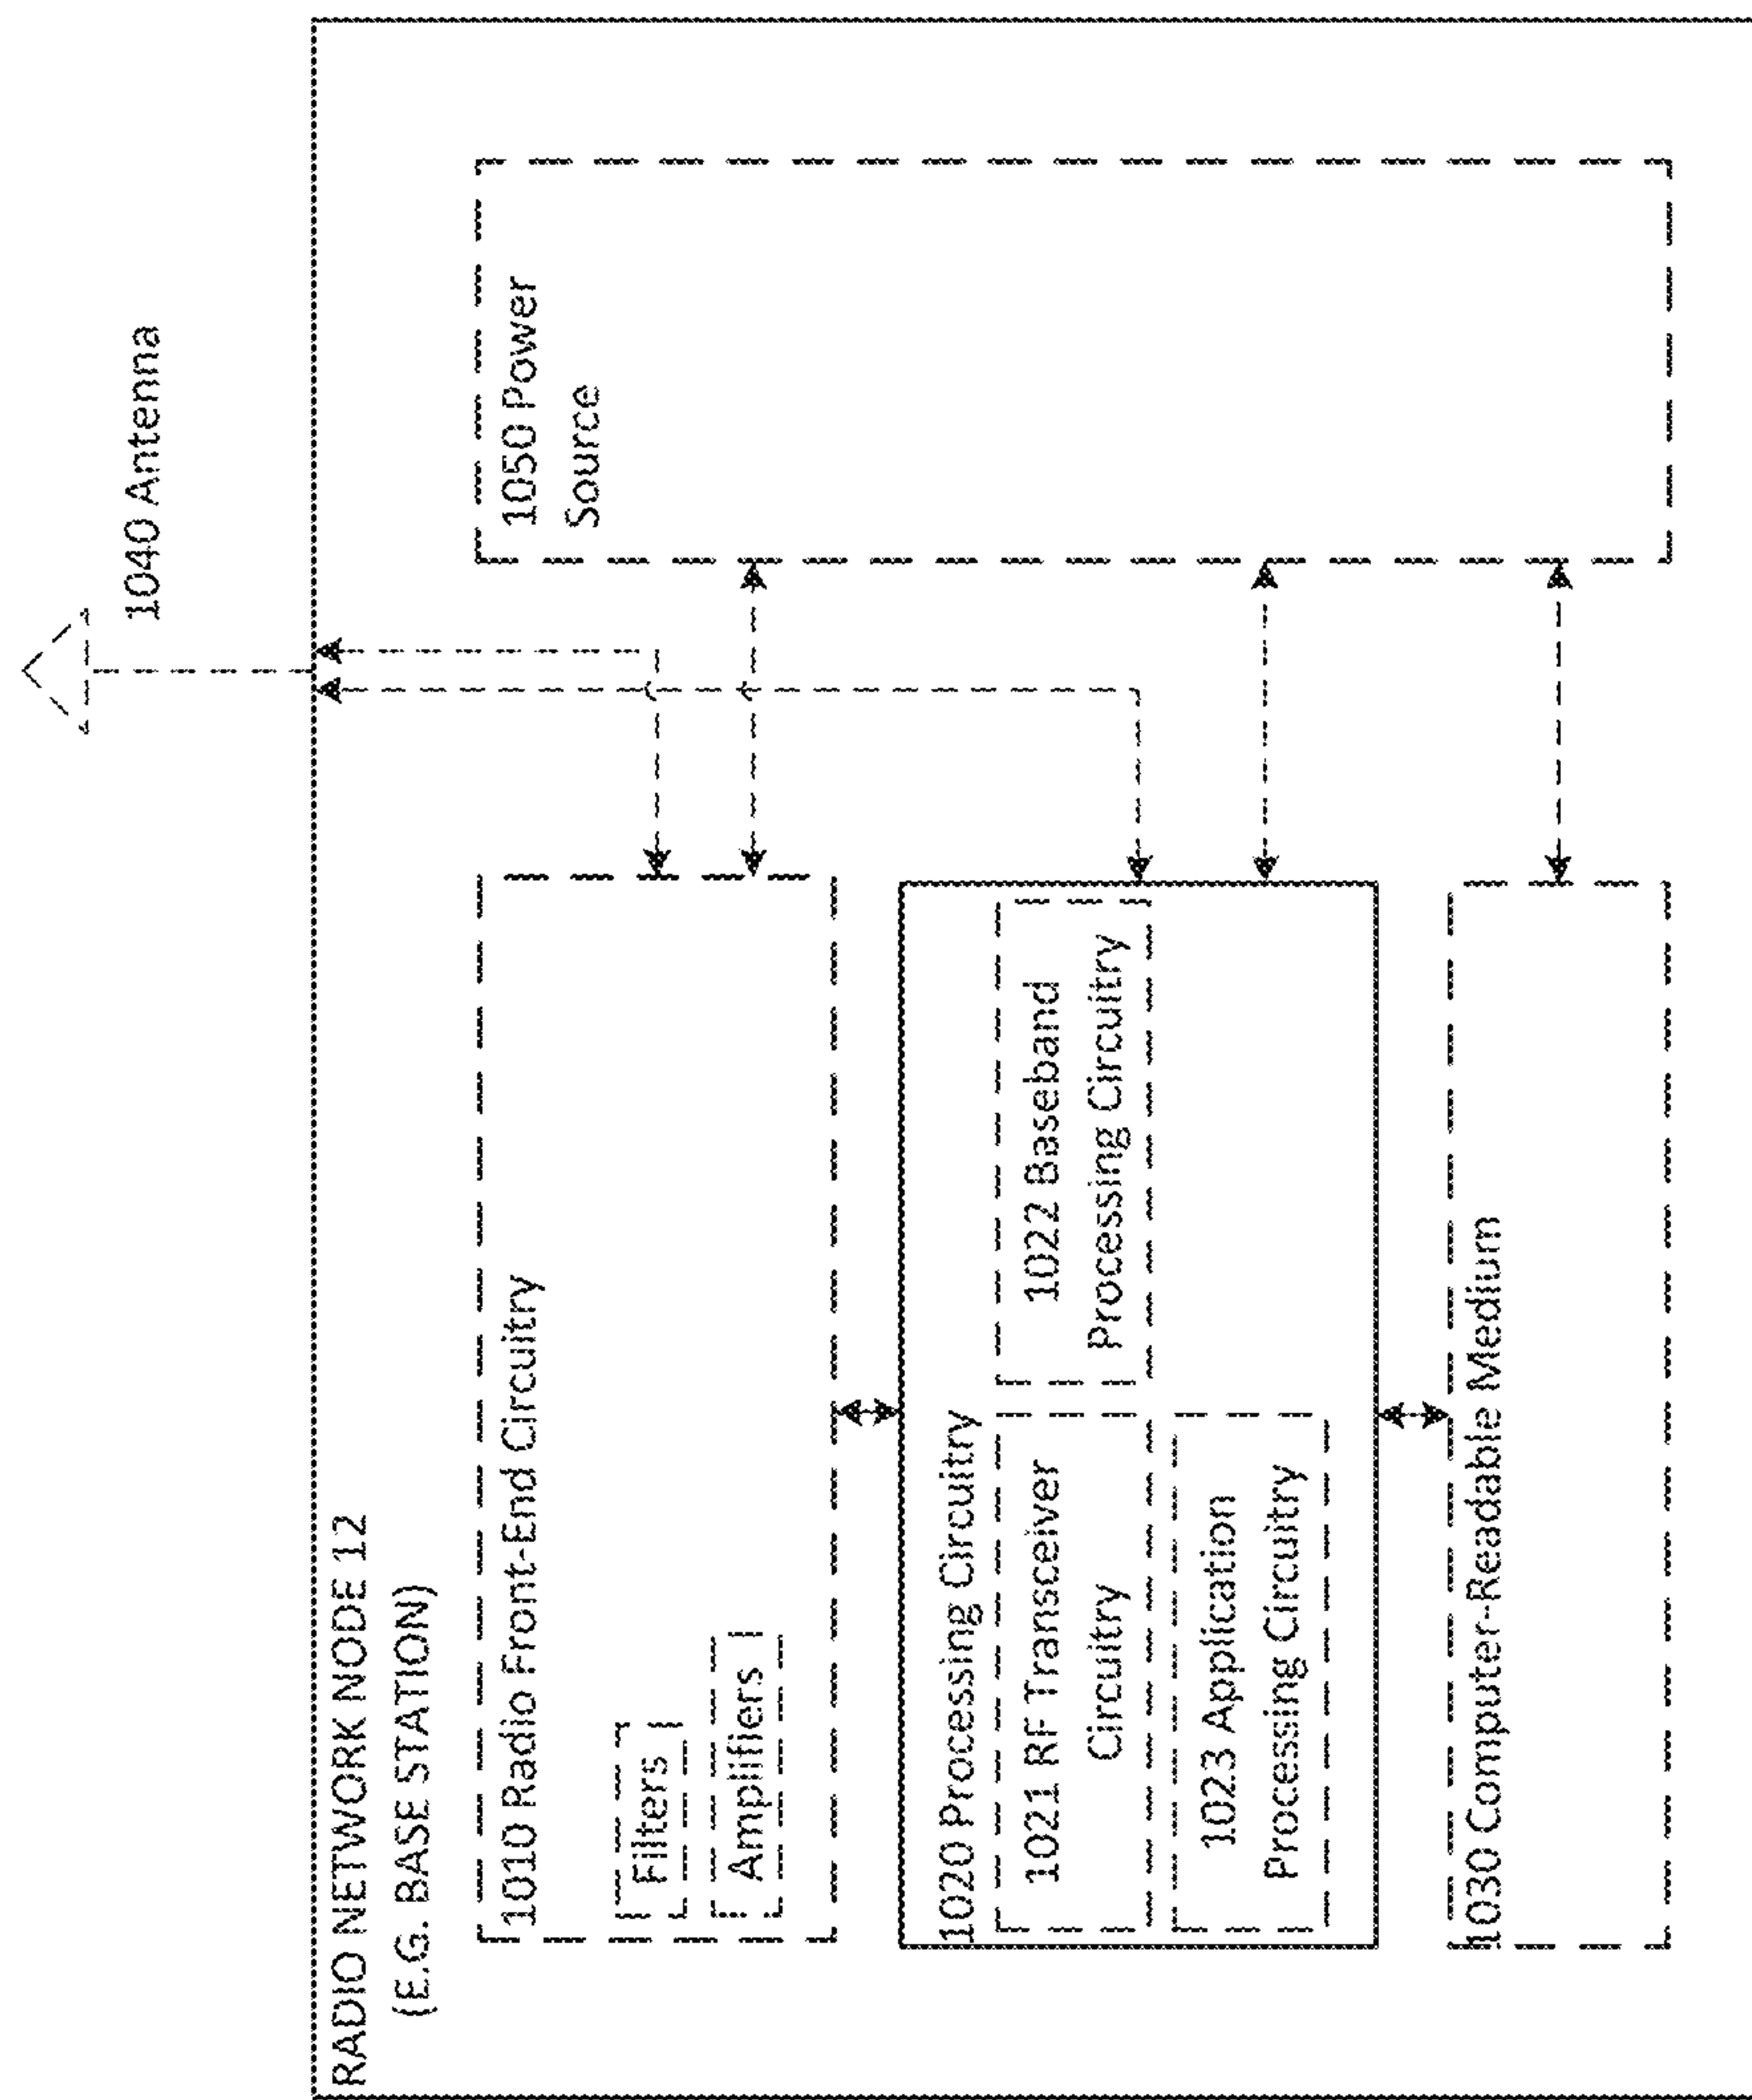 RADIO NETWORK NODE 12
(E.G. BASE STATION)
1040 Antenna
1010 Radio Front-End Circuitry
Filters
Amplifiers
1020 Processing Circuitry
1021 RF Transceiver
Circuitry
1022 Baseband
Processing Circuitry
1023 Application
Processing Circuitry
1030 Computer-Readable Medium
1050 Power
Source